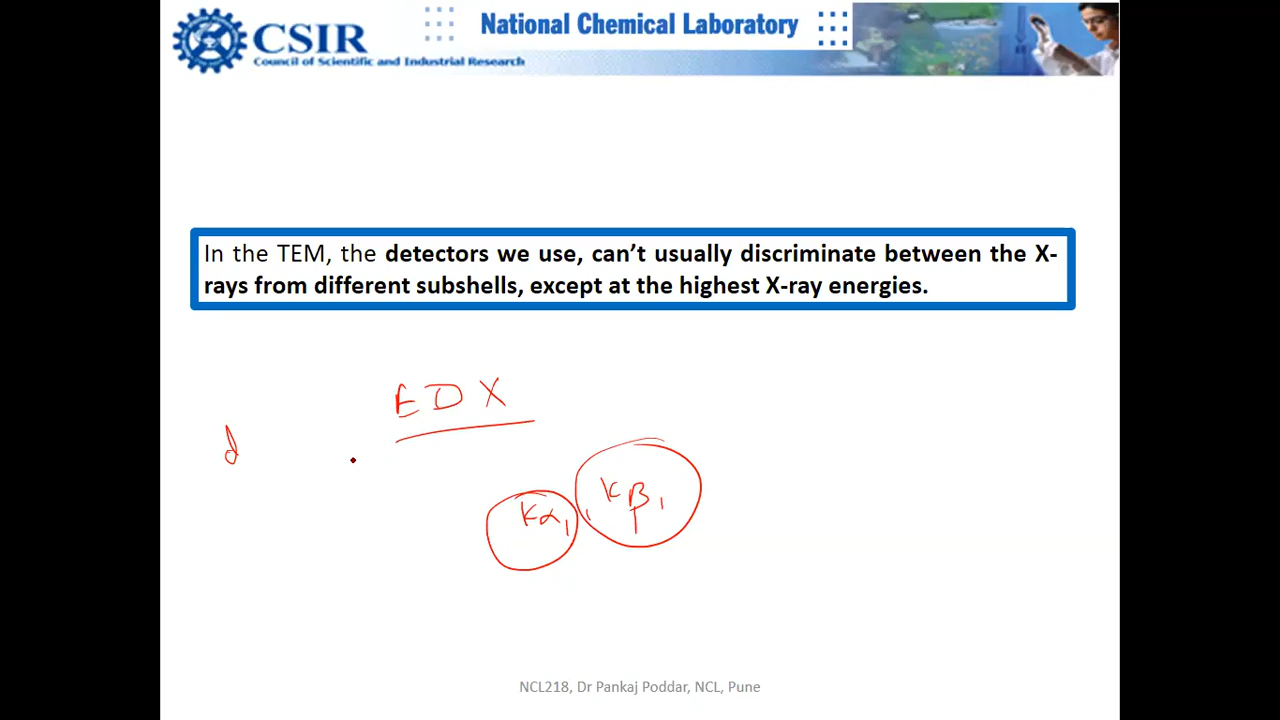 CSIR
Council of Scientific and Industrial Research
National Chemical Laboratory
In the TEM, the detectors we use, can’t usually discriminate between the X-
rays from different subshells, except at the highest X-ray energies.
EDX
d
Kα1, Kβ1
NCL218, Dr Pankaj Poddar, NCL, Pune